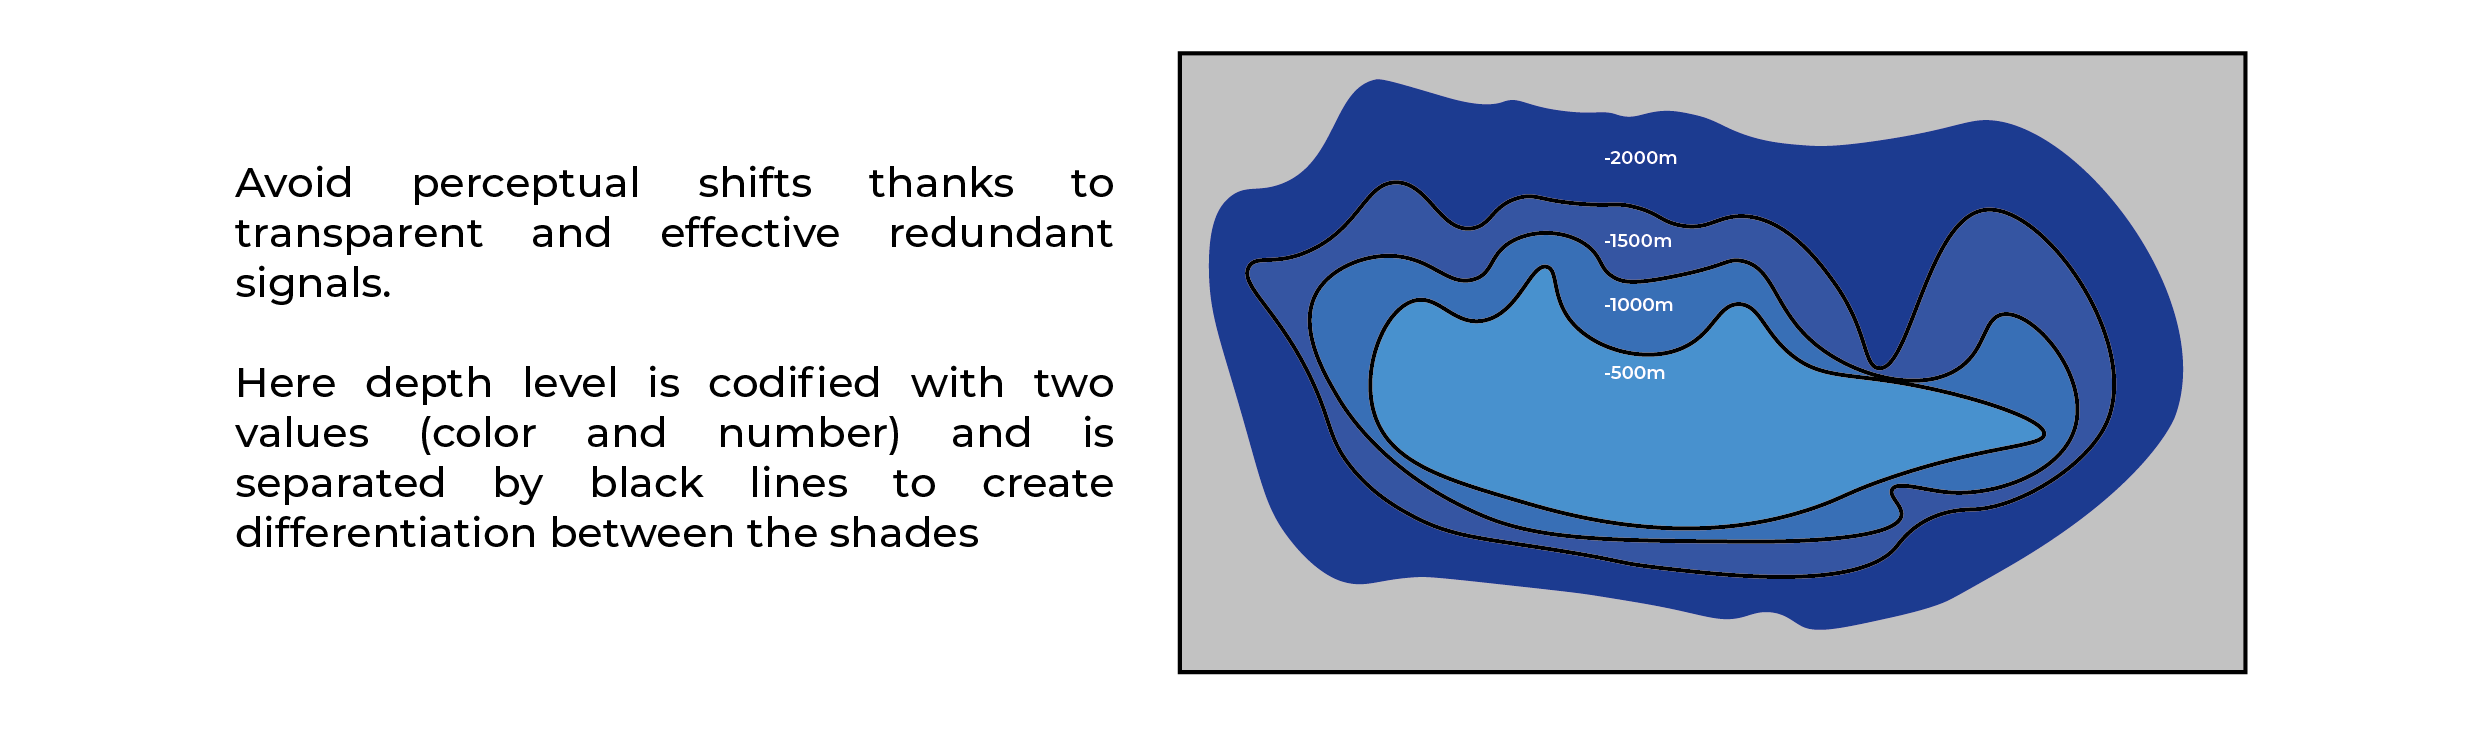 Avoid perceptual shifts thanks to
transparent and effective redundant
signals.
Here depth level is codified with two
values (color and number) and is
separated by black lines to create
differentiation between the shades
-2000m
-1500m
-1000m
-500m